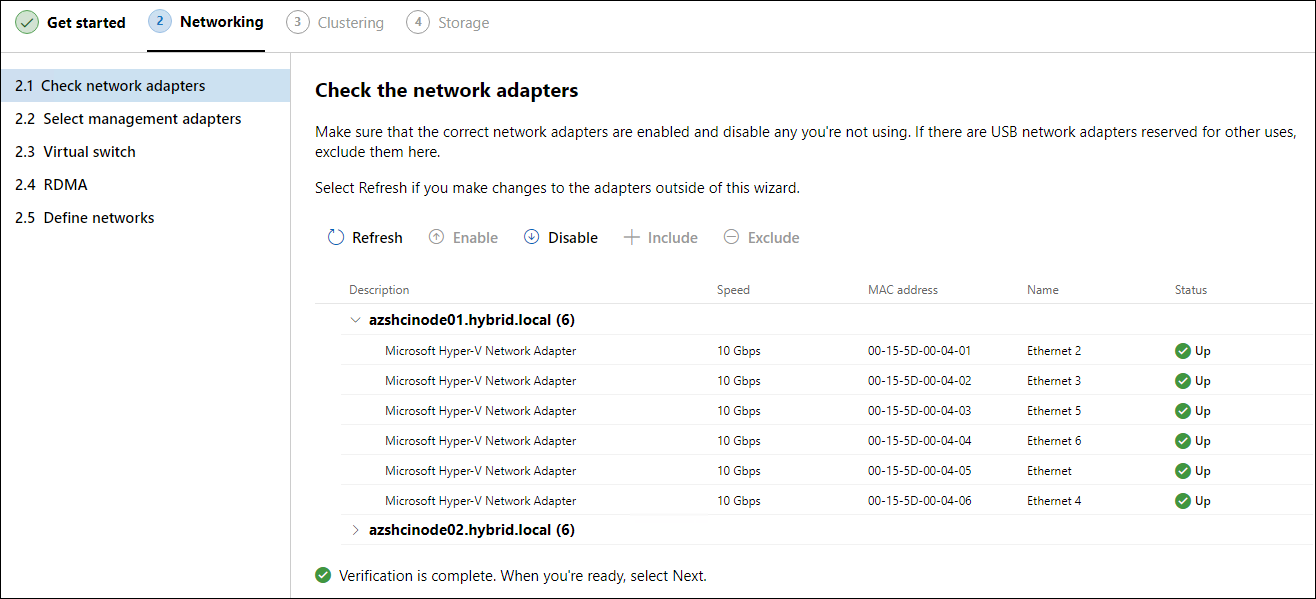 Get started 2 Networking 3 Clustering 4 Storage
2.1 Check network adapters
2.2 Select management adapters
2.3 Virtual switch
2.4 RDMA
2.5 Define networks
Check the network adapters
Make sure that the correct network adapters are enabled and disable any you're not using. If there are USB network adapters reserved for other uses,
exclude them here.
Select Refresh if you make changes to the adapters outside of this wizard.
Refresh Enable Disable Include Exclude
Description Speed MAC address Name Status
azshcinode01.hybrid.local (6)
Microsoft Hyper-V Network Adapter 10 Gbps 00-15-5D-00-04-01 Ethernet 2 Up
Microsoft Hyper-V Network Adapter 10 Gbps 00-15-5D-00-04-02 Ethernet 3 Up
Microsoft Hyper-V Network Adapter 10 Gbps 00-15-5D-00-04-03 Ethernet 5 Up
Microsoft Hyper-V Network Adapter 10 Gbps 00-15-5D-00-04-04 Ethernet 6 Up
Microsoft Hyper-V Network Adapter 10 Gbps 00-15-5D-00-04-05 Ethernet Up
Microsoft Hyper-V Network Adapter 10 Gbps 00-15-5D-00-04-06 Ethernet 4 Up
azshcinode02.hybrid.local (6)
Verification is complete. When you're ready, select Next.